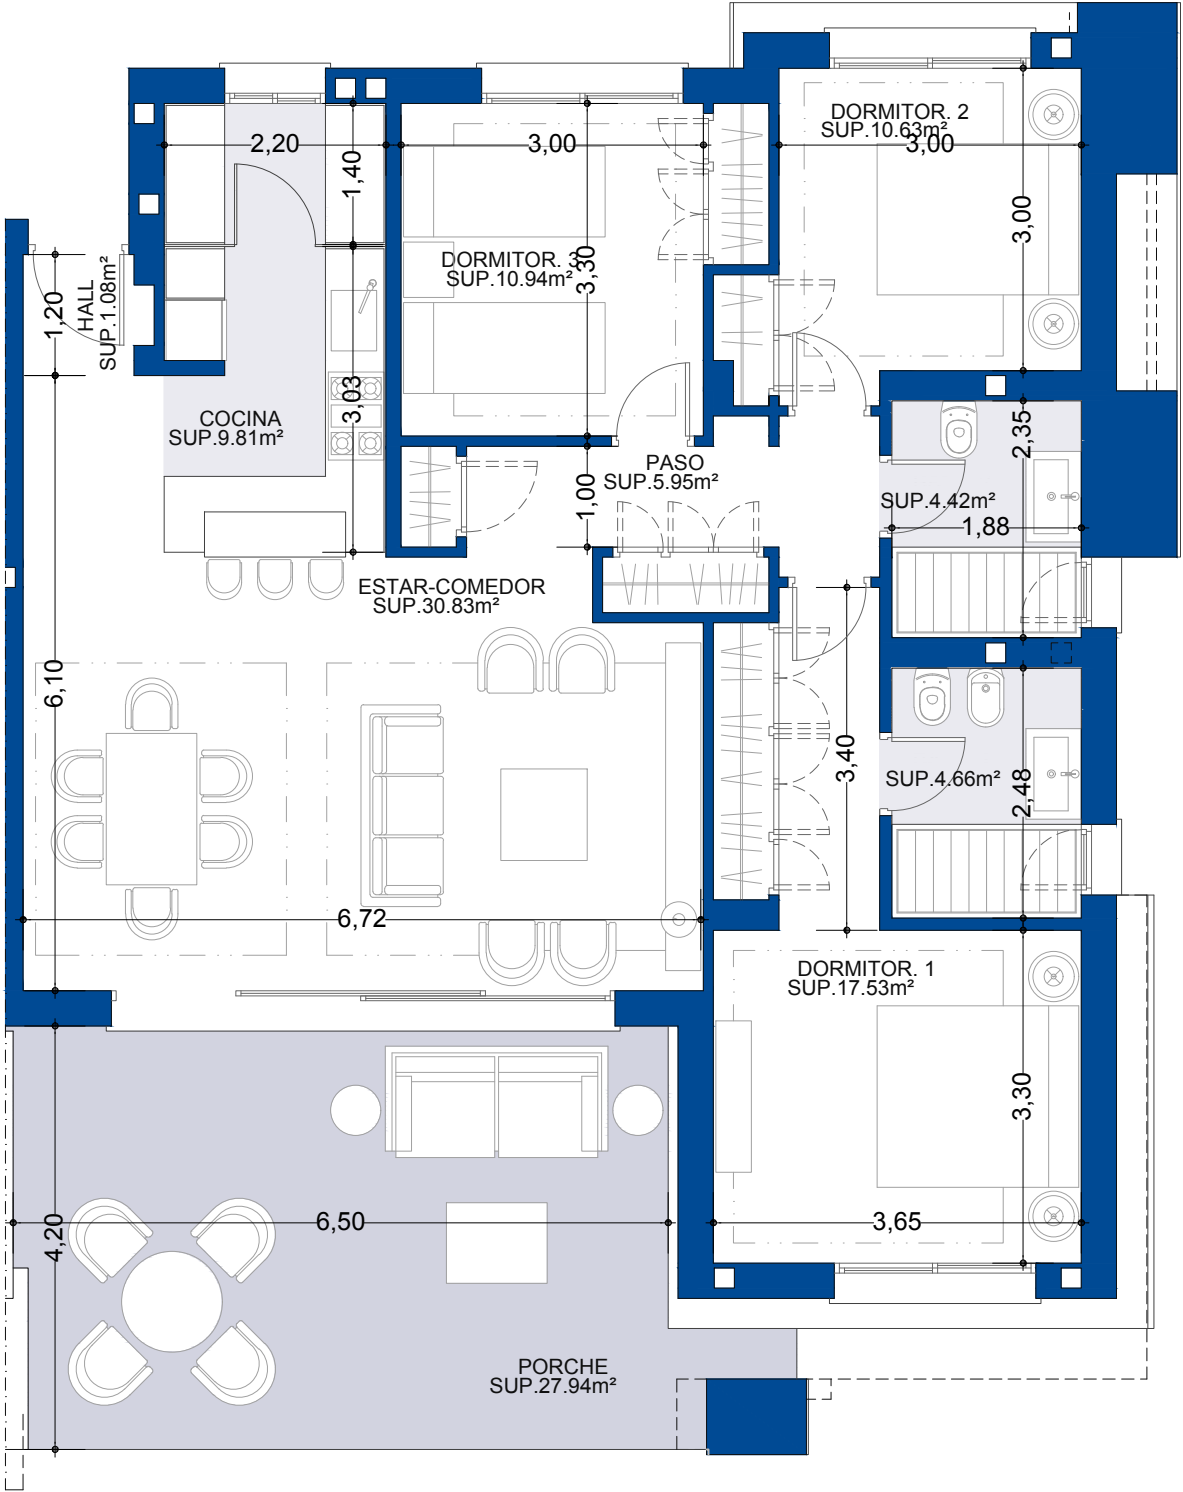 DORMITOR. 2
SUP.10.63m²
3,00
3,00
2,20
1,40
3,00
DORMITOR. 3
SUP.10.94m²
3,30
HALL
SUP.1.08m²
1,20
3,03
COCINA
SUP.9.81m²
PASO
SUP.5.95m²
1,00
2,35
SUP.4.42m²
1,88
ESTAR-COMEDOR
SUP.30.83m²
6,10
3,40
SUP.4.66m²
2,48
6,72
DORMITOR. 1
SUP.17.53m²
3,30
3,65
6,50
4,20
PORCHE
SUP.27.94m²